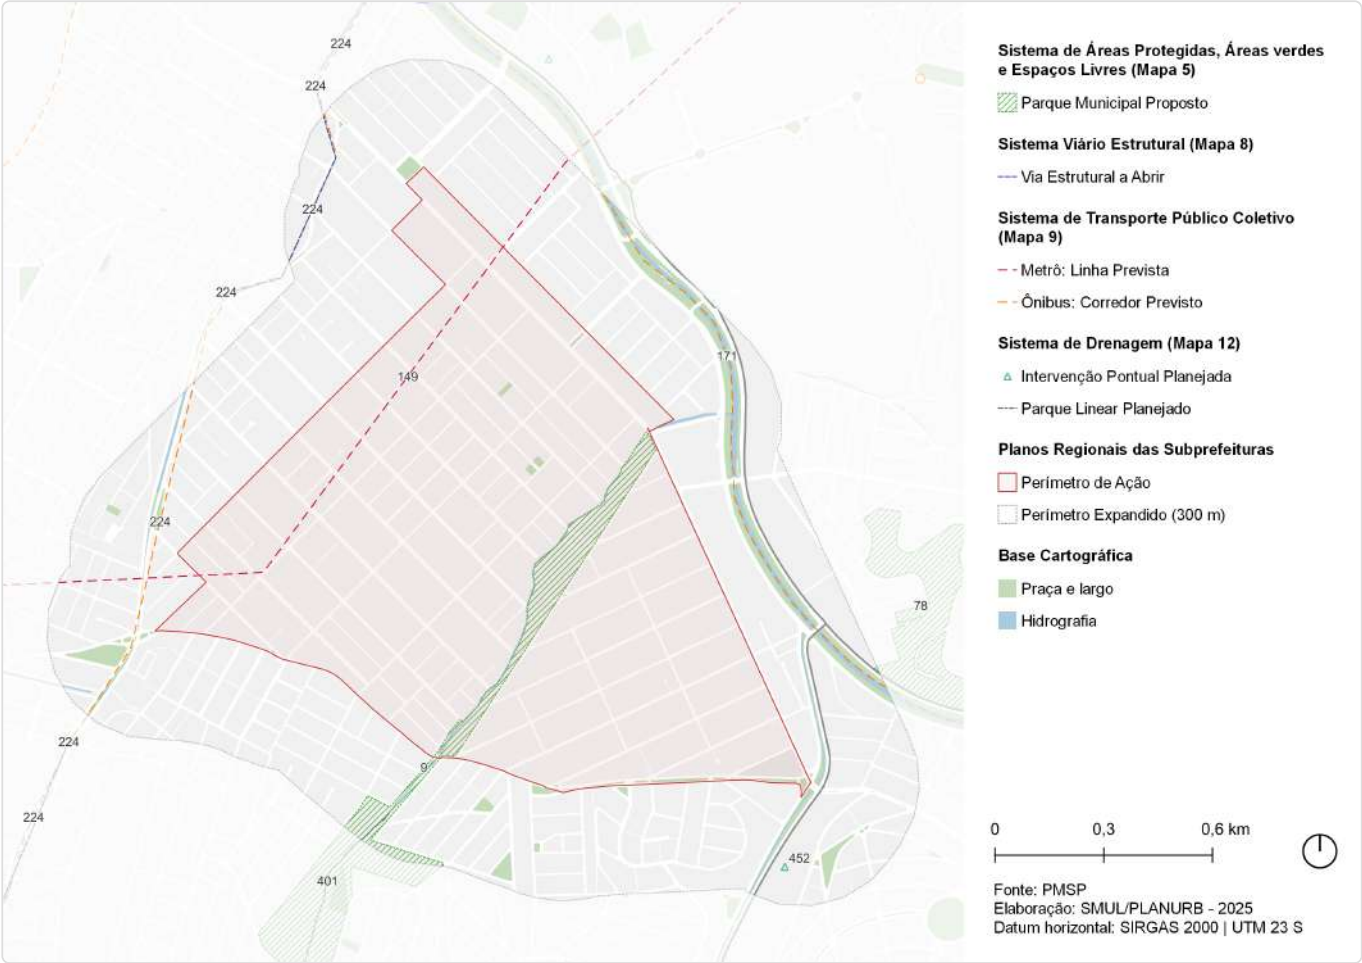 224
224
224
224
149
171
224
78
224
9
224
401
452
Sistema de Áreas Protegidas, Áreas verdes
e Espaços Livres (Mapa 5)
Parque Municipal Proposto
Sistema Viário Estrutural (Mapa 8)
Via Estrutural a Abrir
Sistema de Transporte Público Coletivo
(Mapa 9)
Metrô: Linha Prevista
Ônibus: Corredor Previsto
Sistema de Drenagem (Mapa 12)
Intervenção Pontual Planejada
Parque Linear Planejado
Planos Regionais das Subprefeituras
Perímetro de Ação
Perímetro Expandido (300 m)
Base Cartográfica
Praça e largo
Hidrografia
0 0,3 0,6 km
Fonte: PMSP
Elaboração: SMUL/PLANURB - 2025
Datum horizontal: SIRGAS 2000 | UTM 23 S